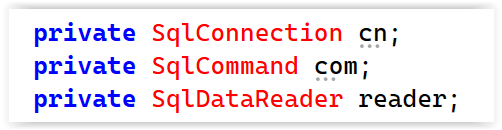 private SqlConnection cn;
private SqlCommand com;
private SqlDataReader reader;